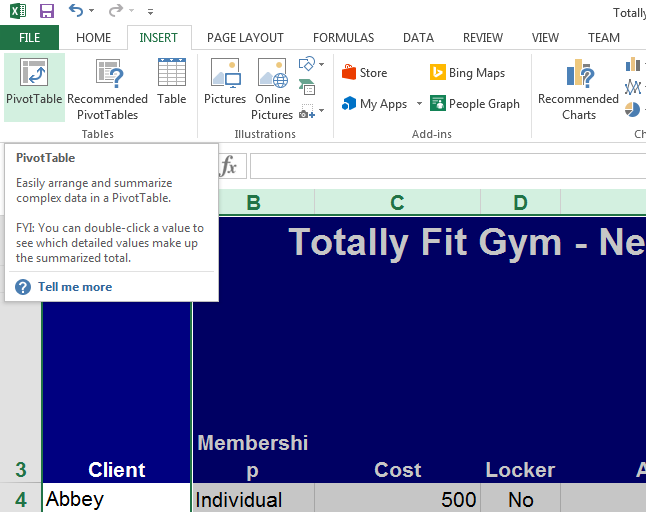 Totally
FILE HOME INSERT PAGE LAYOUT FORMULAS DATA REVIEW VIEW TEAM
PivotTable Recommended PivotTables Table
Pictures Online Pictures
Store
My Apps
Bing Maps
People Graph
Recommended Charts
Tables Illustrations Add-ins
PivotTable
Easily arrange and summarize
complex data in a PivotTable.
FYI: You can double-click a value to
see which detailed values make up
the summarized total.
Tell me more
fx
B C D
Totally Fit Gym - Ne
3 Client Membershi
p Cost Locker
4 Abbey Individual 500 No